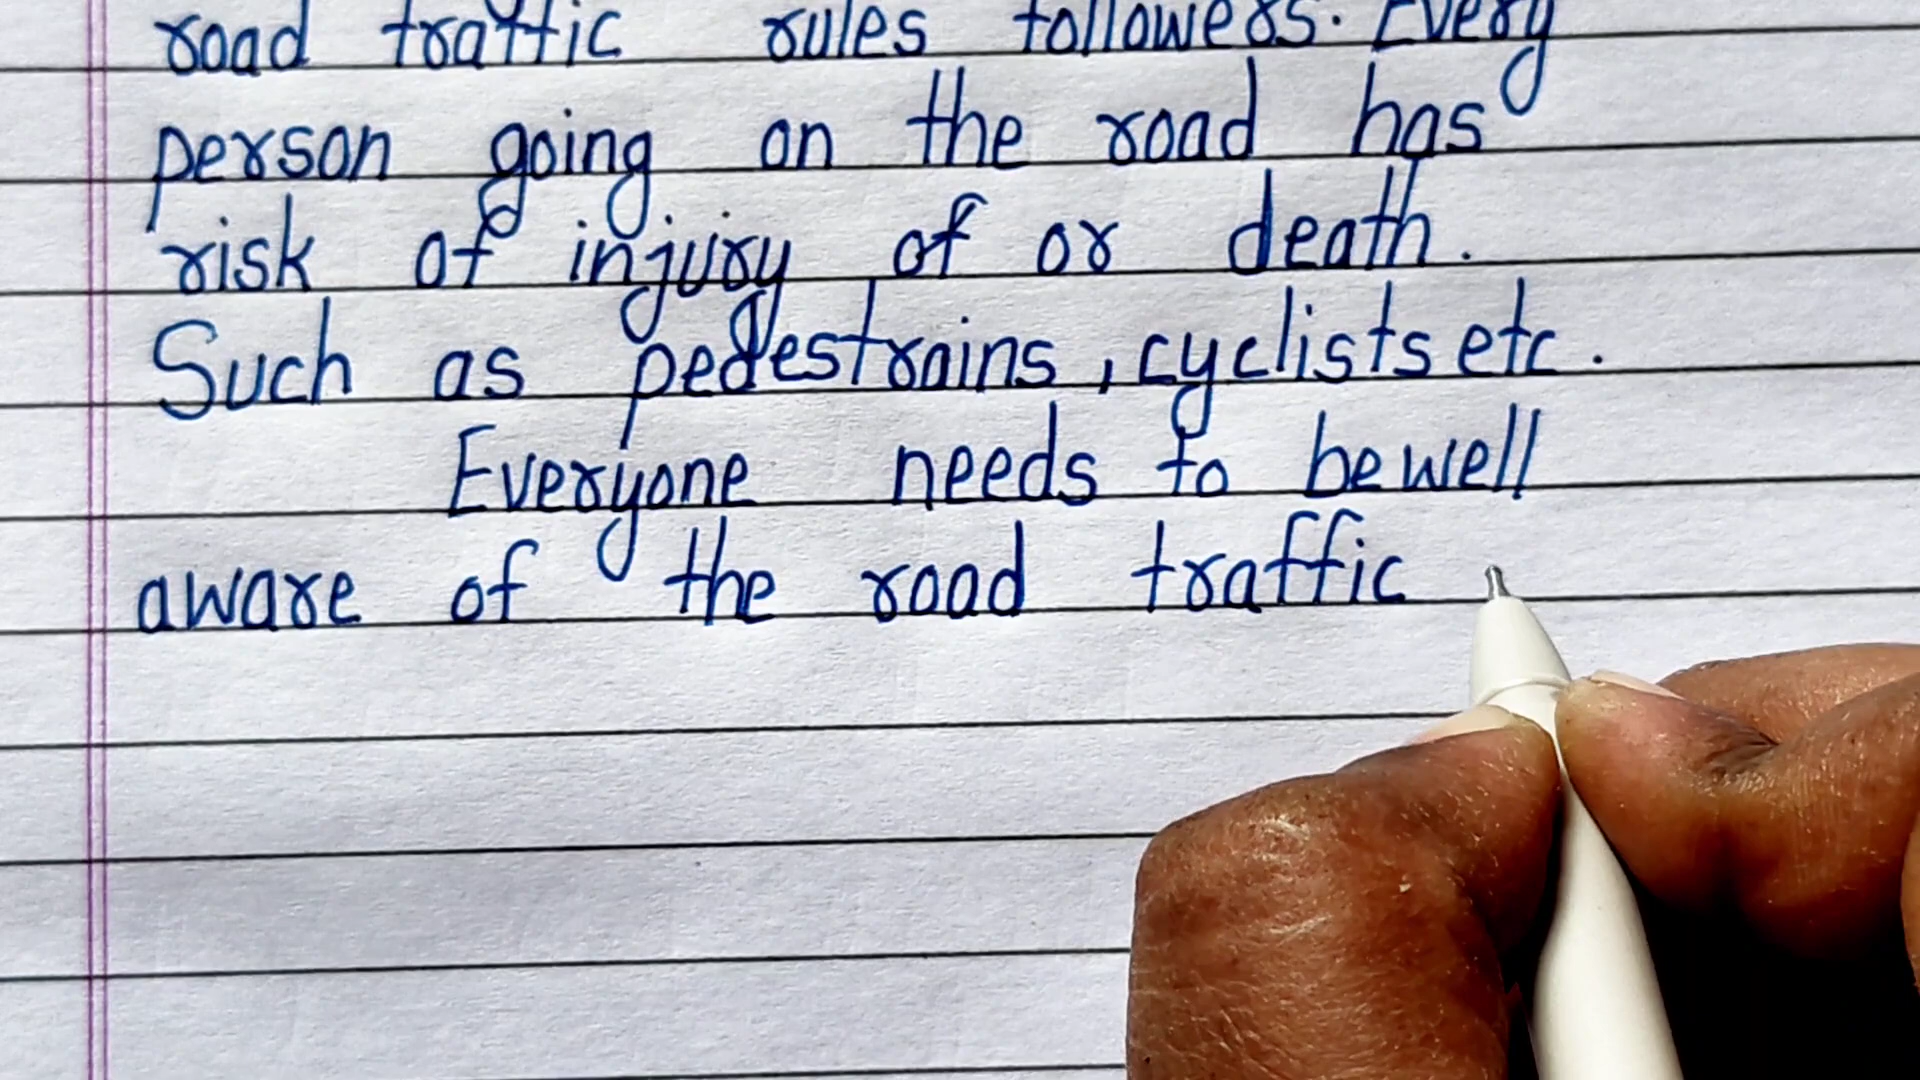 road traffic rules followers. Every
person going on the road has
risk of injury of or death.
Such as pedestrains, cyclists etc.
Everyone needs to be well
aware of the road traffic